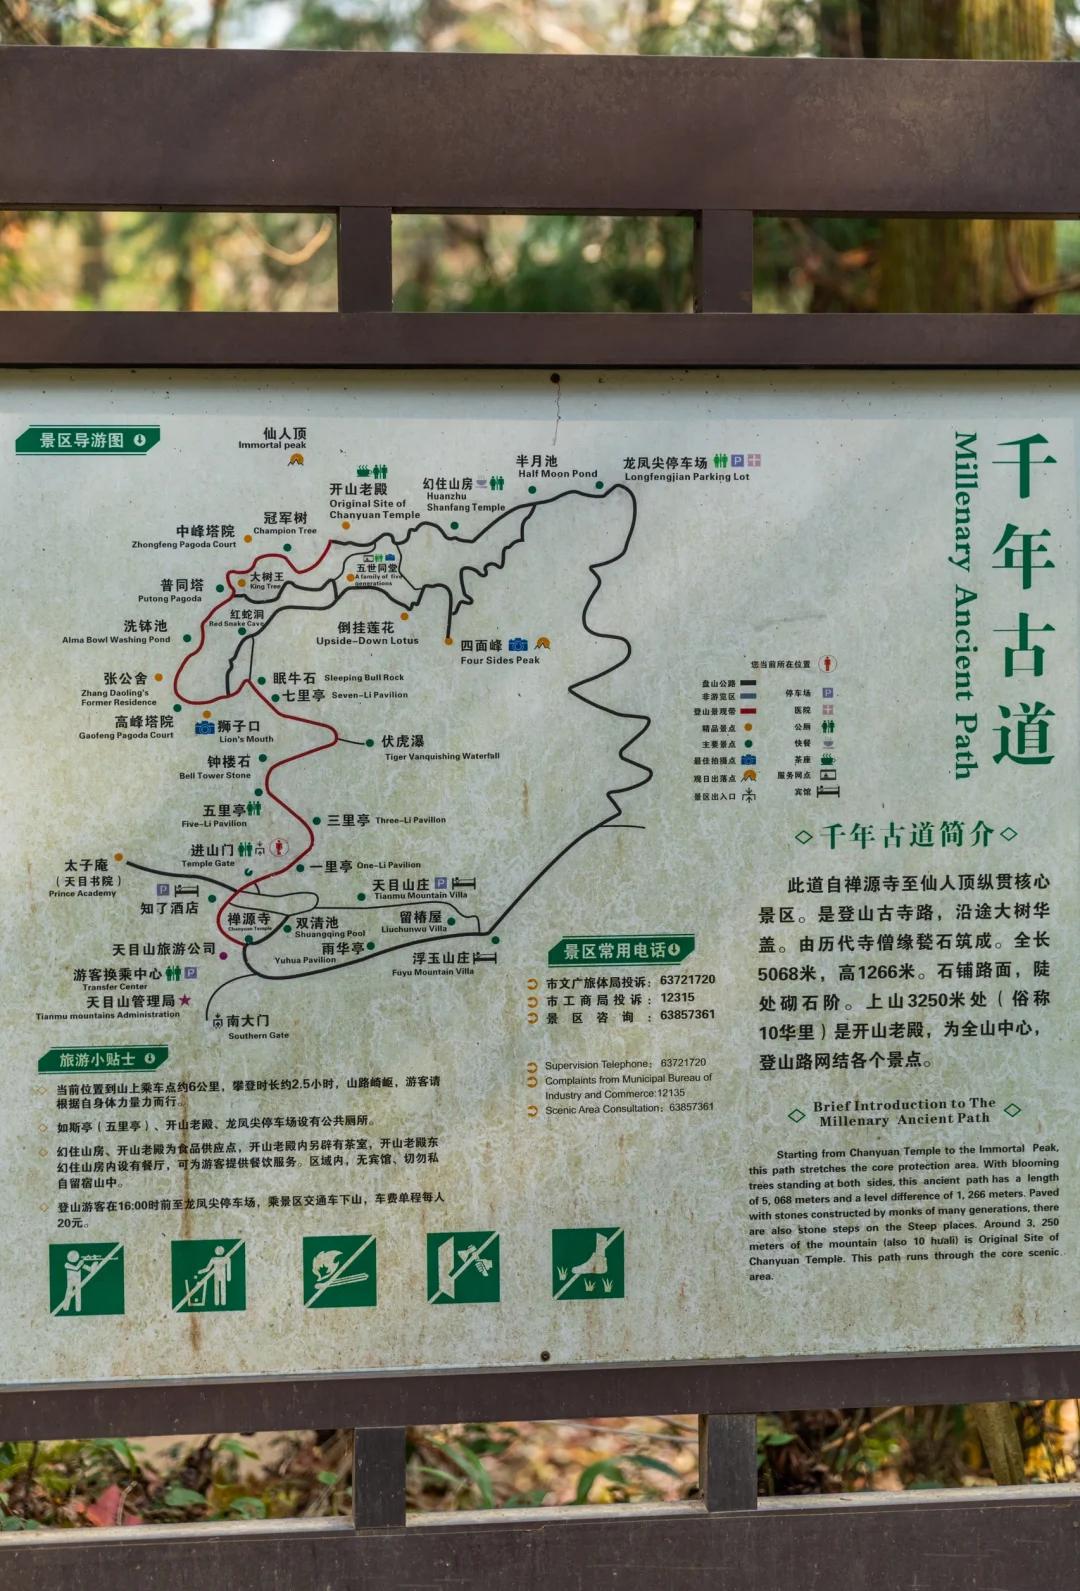 景区导游图
仙人顶
Immortal peak
开山老殿
Original Site of
Chanyuan Temple
幻住山房
Huanzhu
Shanfang Temple
半月池
Half Moon Pond
龙凤尖停车场 P
Longfengjian Parking Lot
冠军树
Champion Tree
中峰塔院
Zhongfeng Pagoda Court
五世同堂
A family of five
generations
大树王
King Tree
普同塔
Putong Pagoda
红蛇洞
Red Snake Cave
洗钵池
Alma Bowl Washing Pond
倒挂莲花
Upside-Down Lotus
四面峰
Four Sides Peak
张公舍
Zhang Daoling's
Former Residence
眠牛石 Sleeping Bull Rock
七里亭 Seven-Li Pavilion
高峰塔院
Gaofeng Pagoda Court
狮子口
Lion's Mouth
伏虎瀑
Tiger Vanquishing Waterfall
钟楼石
Bell Tower Stone
五里亭
Five-Li Pavilion
三里亭 Three-Li Pavilion
进山门
Temple Gate
一里亭 One-Li Pavilion
太子庵
（天目书院）
Prince Academy
P
知了酒店
天目山庄 P
Tianmu Mountain Villa
禅源寺
Chanyuan Temple
双清池
Shuangqing Pool
留椿屋
Liuchunwu Villa
天目山旅游公司
雨华亭
Yuhua Pavilion
浮玉山庄
Fuyu Mountain Villa
游客换乘中心 P
Transfer Center
天目山管理局
Tianmu mountains Administration
南大门
Southern Gate
您当前所在位置
盘山公路
非游览区
登山景观带
精品景点
主要景点
最佳拍摄点
观日出落点
景区出入口
停车场 P
医院
公厕
快餐
茶座
服务网点
宾馆
千年古道
Millenary Ancient Path
千年古道简介
此道自禅源寺至仙人顶纵贯核心
景区。是登山古寺路，沿途大树华
盖。由历代寺僧缘甃石筑成。全长
5068米，高1266米。石铺路面，陡
处砌石阶。上山3250米处（俗称
10华里）是开山老殿，为全山中心，
登山路网结各个景点。
Brief Introduction to The
Millenary Ancient Path
Starting from Chanyuan Temple to the Immortal Peak,
this path stretches the core protection area. With blooming
trees standing at both sides, this ancient path has a length
of 5, 068 meters and a level difference of 1, 266 meters. Paved
with stones constructed by monks of many generations, there
are also stone steps on the Steep places. Around 3, 250
meters of the mountain (also 10 huali) is Original Site of
Chanyuan Temple. This path runs through the core scenic
area.
景区常用电话
市文广旅体局投诉：63721720
市工商局投诉：12315
景区咨询：63857361
Supervision Telephone：63721720
Complaints from Municipal Bureau of
Industry and Commerce:12135
Scenic Area Consultation：63857361
旅游小贴士
当前位置到山上乘车点约6公里，攀登时长约2.5小时，山路崎岖，游客请
根据自身体力量力而行。
如斯亭（五里亭）、开山老殿、龙凤尖停车场设有公共厕所。
幻住山房、开山老殿为食品供应点，开山老殿内另辟有茶室，开山老殿东
幻住山房内设有餐厅，可为游客提供餐饮服务。区域内，无宾馆、切勿私
自留宿山中。
登山游客在16:00时前至龙凤尖停车场，乘景区交通车下山，车费单程每人
20元。